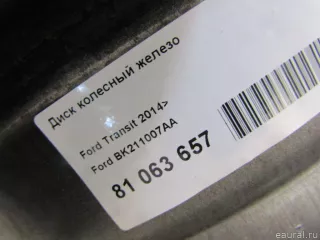 Диск колесный железо
Ford Transit 2014>
Ford BK211007AA
81 063 657
eaural.ru